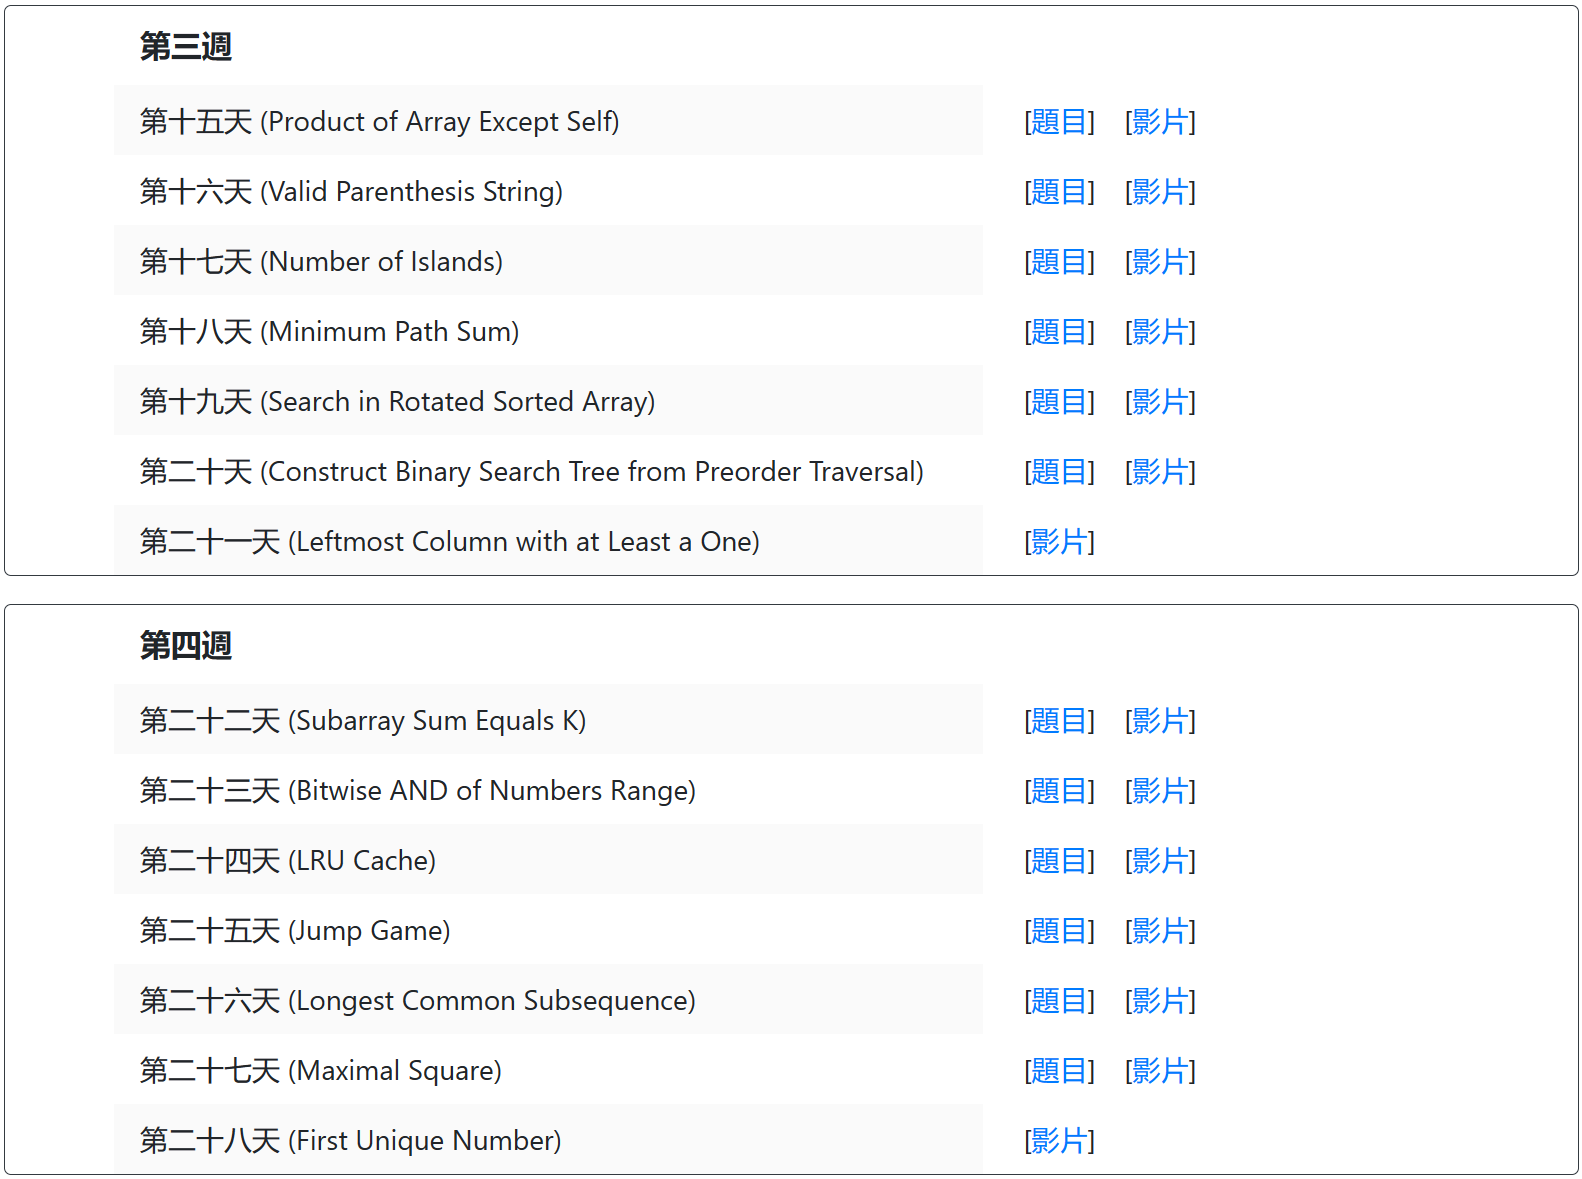 第三週
第十五天 (Product of Array Except Self) [題目] [影片]
第十六天 (Valid Parenthesis String) [題目] [影片]
第十七天 (Number of Islands) [題目] [影片]
第十八天 (Minimum Path Sum) [題目] [影片]
第十九天 (Search in Rotated Sorted Array) [題目] [影片]
第二十天 (Construct Binary Search Tree from Preorder Traversal) [題目] [影片]
第二十一天 (Leftmost Column with at Least a One) [影片]
第四週
第二十二天 (Subarray Sum Equals K) [題目] [影片]
第二十三天 (Bitwise AND of Numbers Range) [題目] [影片]
第二十四天 (LRU Cache) [題目] [影片]
第二十五天 (Jump Game) [題目] [影片]
第二十六天 (Longest Common Subsequence) [題目] [影片]
第二十七天 (Maximal Square) [題目] [影片]
第二十八天 (First Unique Number) [影片]